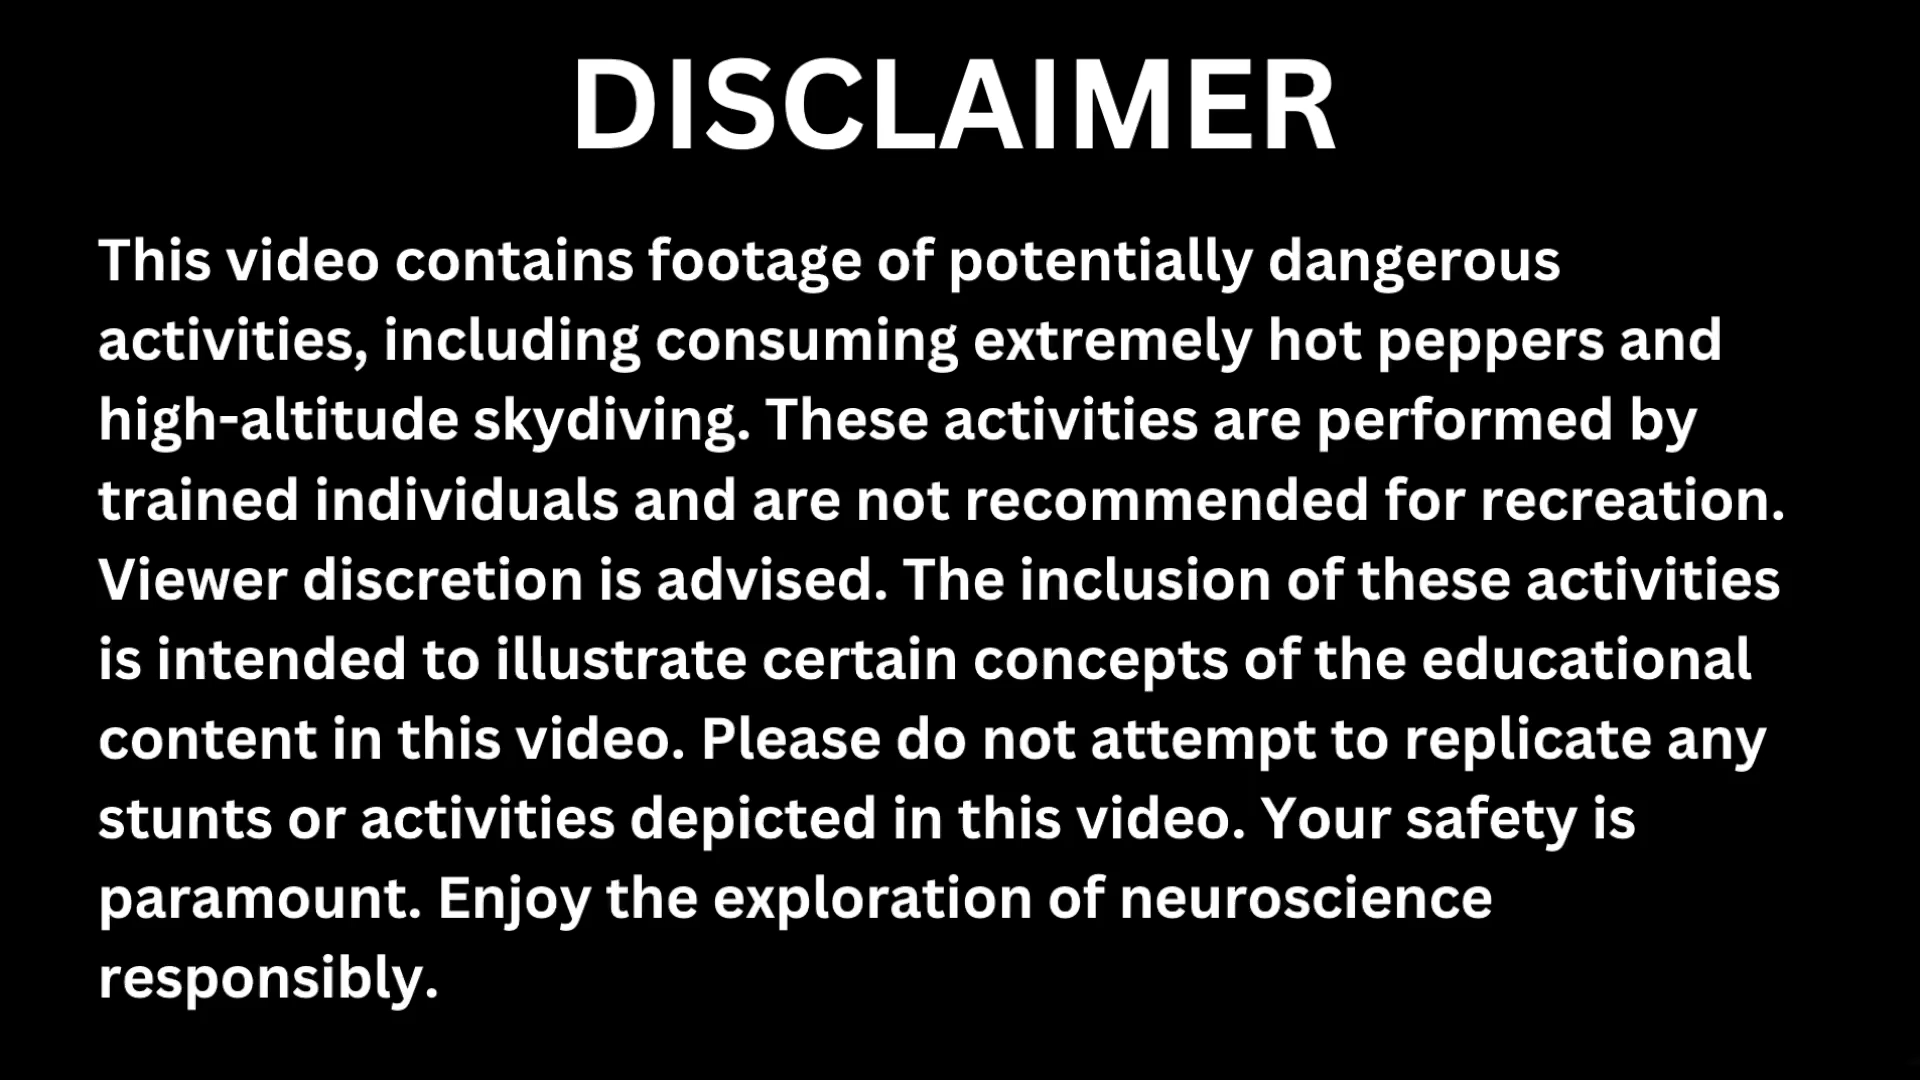 DISCLAIMER
This video contains footage of potentially dangerous
activities, including consuming extremely hot peppers and
high-altitude skydiving. These activities are performed by
trained individuals and are not recommended for recreation.
Viewer discretion is advised. The inclusion of these activities
is intended to illustrate certain concepts of the educational
content in this video. Please do not attempt to replicate any
stunts or activities depicted in this video. Your safety is
paramount. Enjoy the exploration of neuroscience
responsibly.